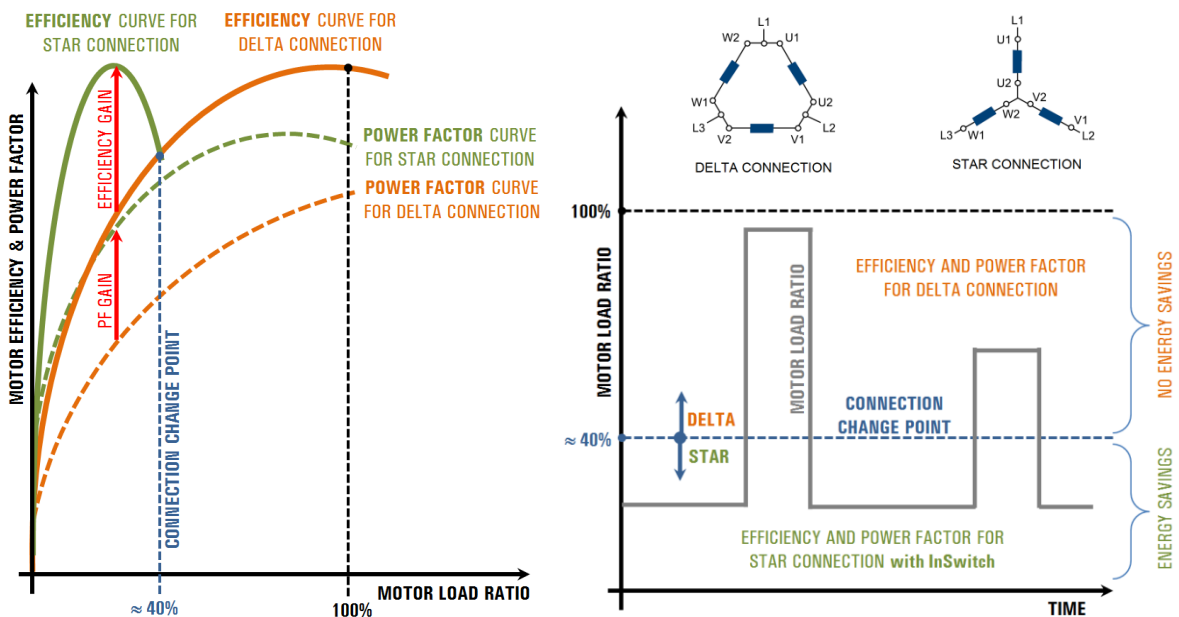 EFFICIENCY CURVE FOR
STAR CONNECTION
EFFICIENCY CURVE FOR
DELTA CONNECTION
MOTOR EFFICIENCY & POWER FACTOR
EFFICIENCY GAIN
PF GAIN
POWER FACTOR CURVE
FOR STAR CONNECTION
POWER FACTOR CURVE
FOR DELTA CONNECTION
CONNECTION CHANGE POINT
≈ 40%
100%
MOTOR LOAD RATIO
L1
W2
U1
W1
U2
L3
L2
V2
V1
DELTA CONNECTION
L1
U1
U2
W2
V2
L3
W1
V1
L2
STAR CONNECTION
100%
MOTOR LOAD RATIO
MOTOR LOAD RATIO
EFFICIENCY AND POWER FACTOR
FOR DELTA CONNECTION
NO ENERGY SAVINGS
CONNECTION
CHANGE POINT
DELTA
≈ 40%
STAR
ENERGY SAVINGS
EFFICIENCY AND POWER FACTOR FOR
STAR CONNECTION with InSwitch
TIME